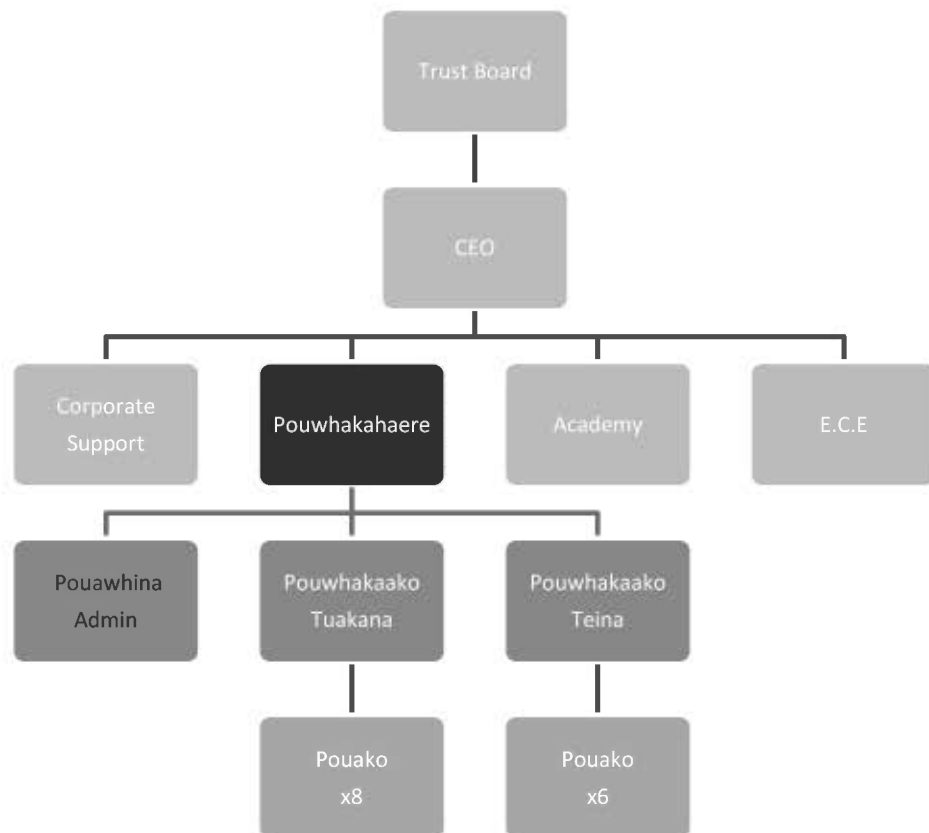 Trust Board
CEO
Corporate
Support
Pouwhakahaere
Academy
E.C.E
Pouawhina
Admin
Pouwhakaako
Tuakana
Pouwhakaako
Teina
Pouako
x8
Pouako
x6